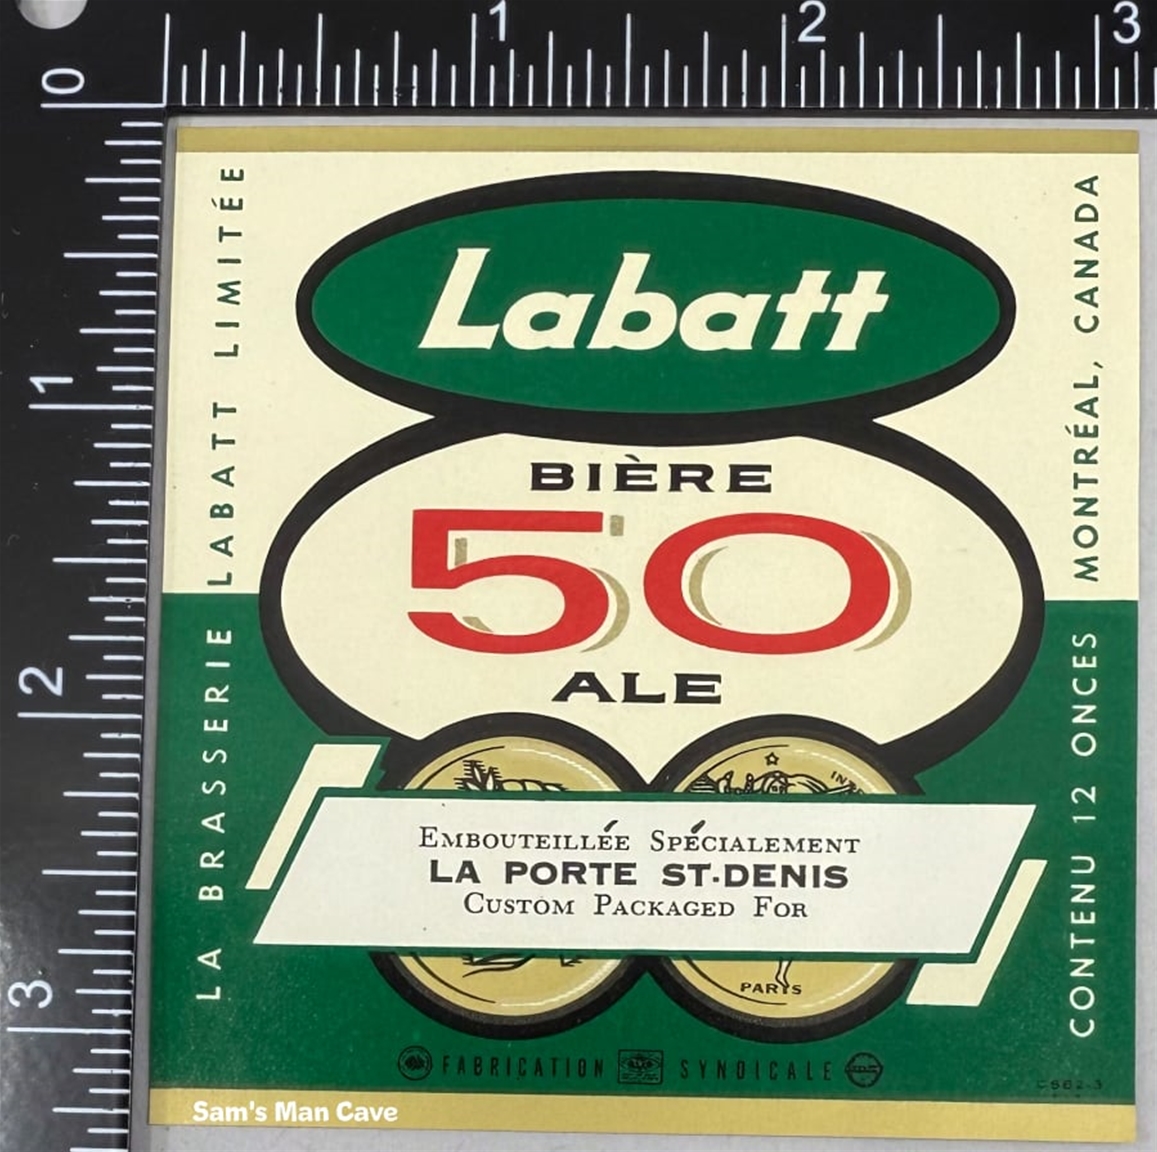 0 1 2 3
1
2
3
Labatt
BIÈRE
50
ALE
LA BRASSERIE LABATT LIMITÉE
MONTRÉAL, CANADA
CONTENU 12 ONCES
EMBOUTEILLÉE SPÉCIALEMENT
LA PORTE ST-DENIS
CUSTOM PACKAGED FOR
PARIS
FABRICATION SYNDICALE
Sam's Man Cave